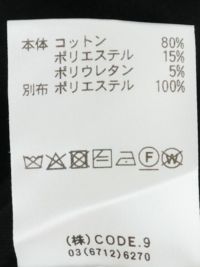 本体 コットン 80%
ポリエステル 15%
ポリウレタン 5%
別布 ポリエステル 100%
F W
(株)CODE.9
03(6712)6270